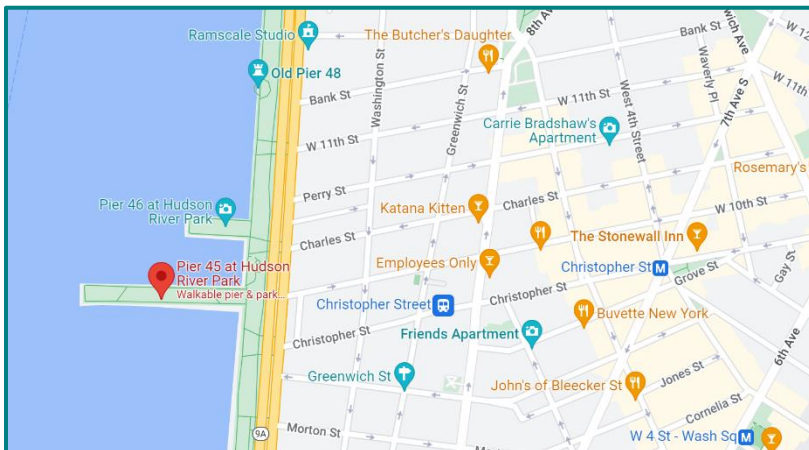 Ramscale Studio
The Butcher's Daughter
8th Ave
Bank St
W 12th
Old Pier 48
Washington St
Greenwich St
Waverly Pl
Bank St
West 4th Street
7th Ave S
W 11th St
W 11th St
W 11th St
Carrie Bradshaw's
Apartment
Perry St
Rosemary's
Pier 46 at Hudson
River Park
Katana Kitten
Charles St
W 10th St
Charles St
The Stonewall Inn
Pier 45 at Hudson
River Park
Walkable pier & park...
Employees Only
Christopher St
M
Grove St
Gay St
Christopher Street
Christopher St
Buvette New York
Christopher St
Friends Apartment
6th Ave
Greenwich St
John's of Bleecker St
Jones St
Cornelia St
9A
Morton St
W 4 St - Wash Sq
M